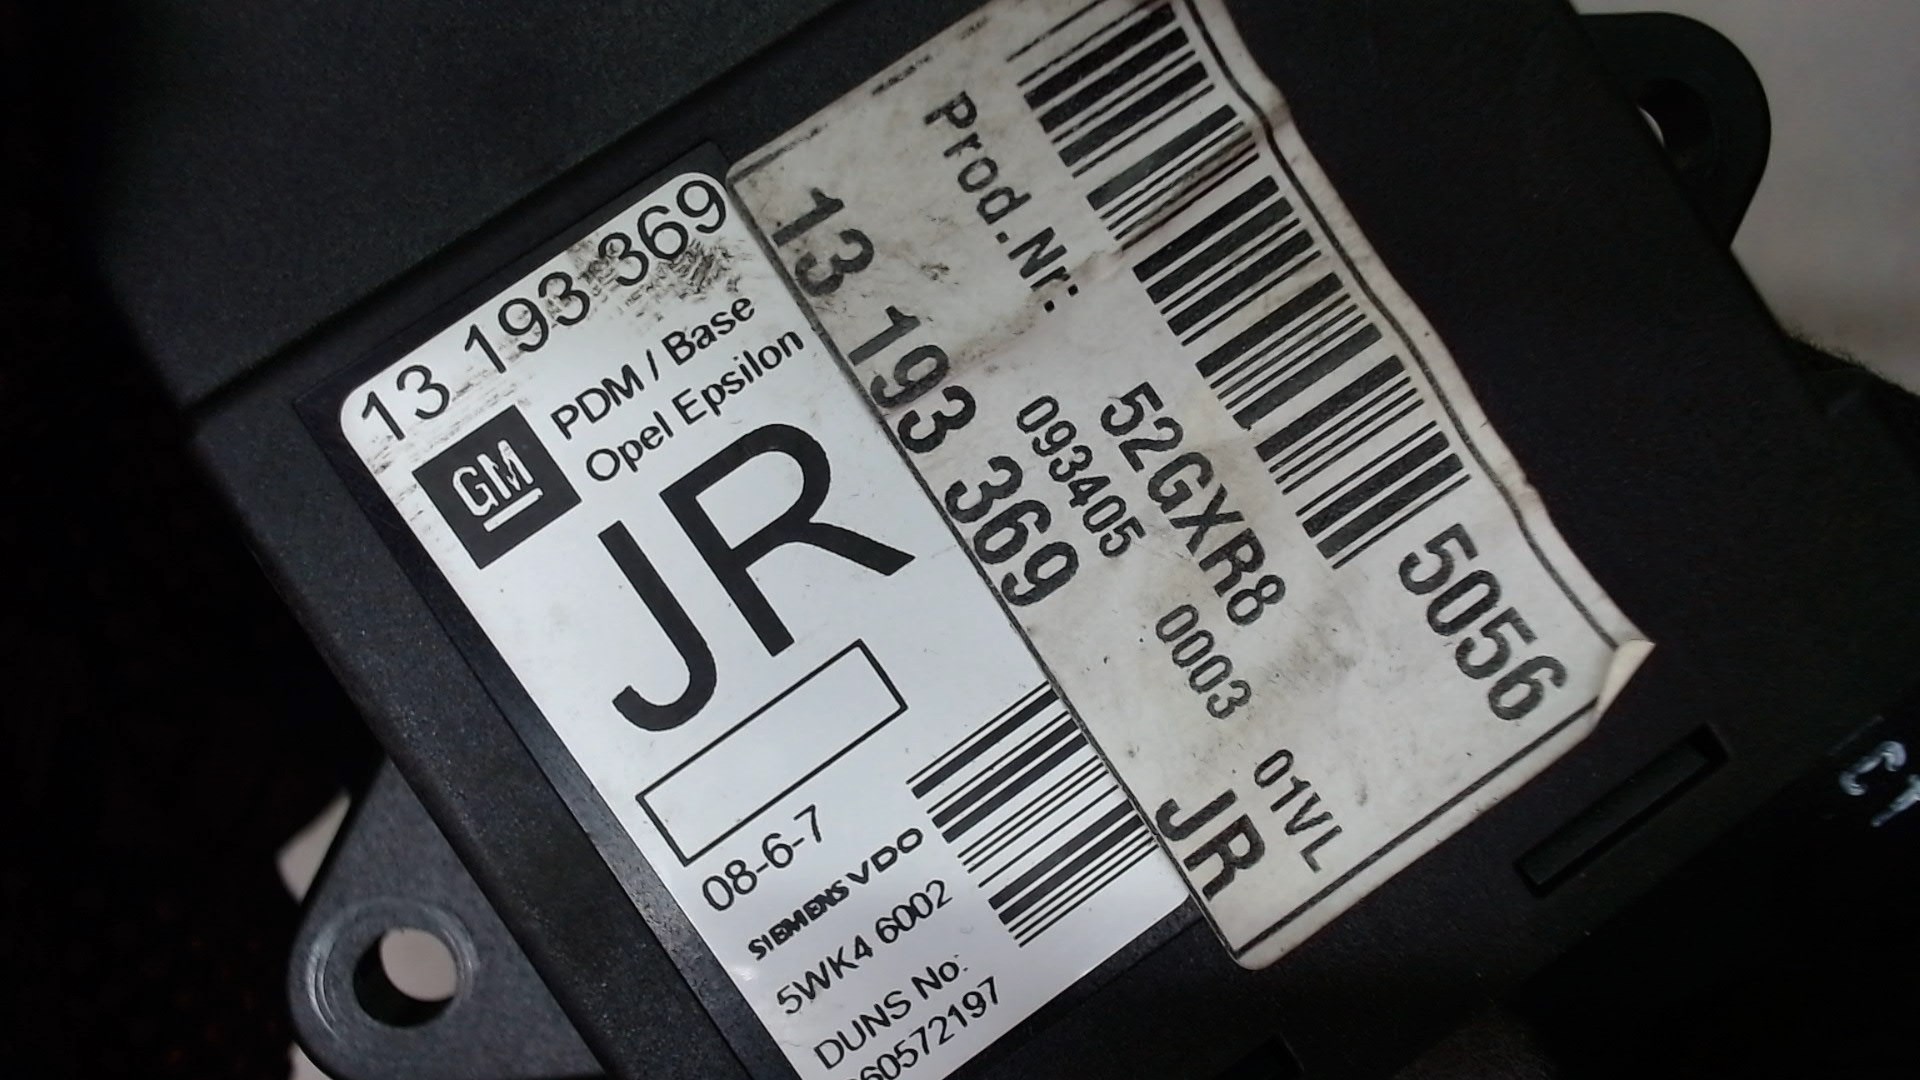 13 193 369
GM
PDM / Base
Opel Epsilon
JR
08-6-7
SIEMENS VDO
5WK4 6002
DUNS No:
60572197
5056
Prod.Nr: 52GXR8
093405 0003 01VL
13 193 369 JR